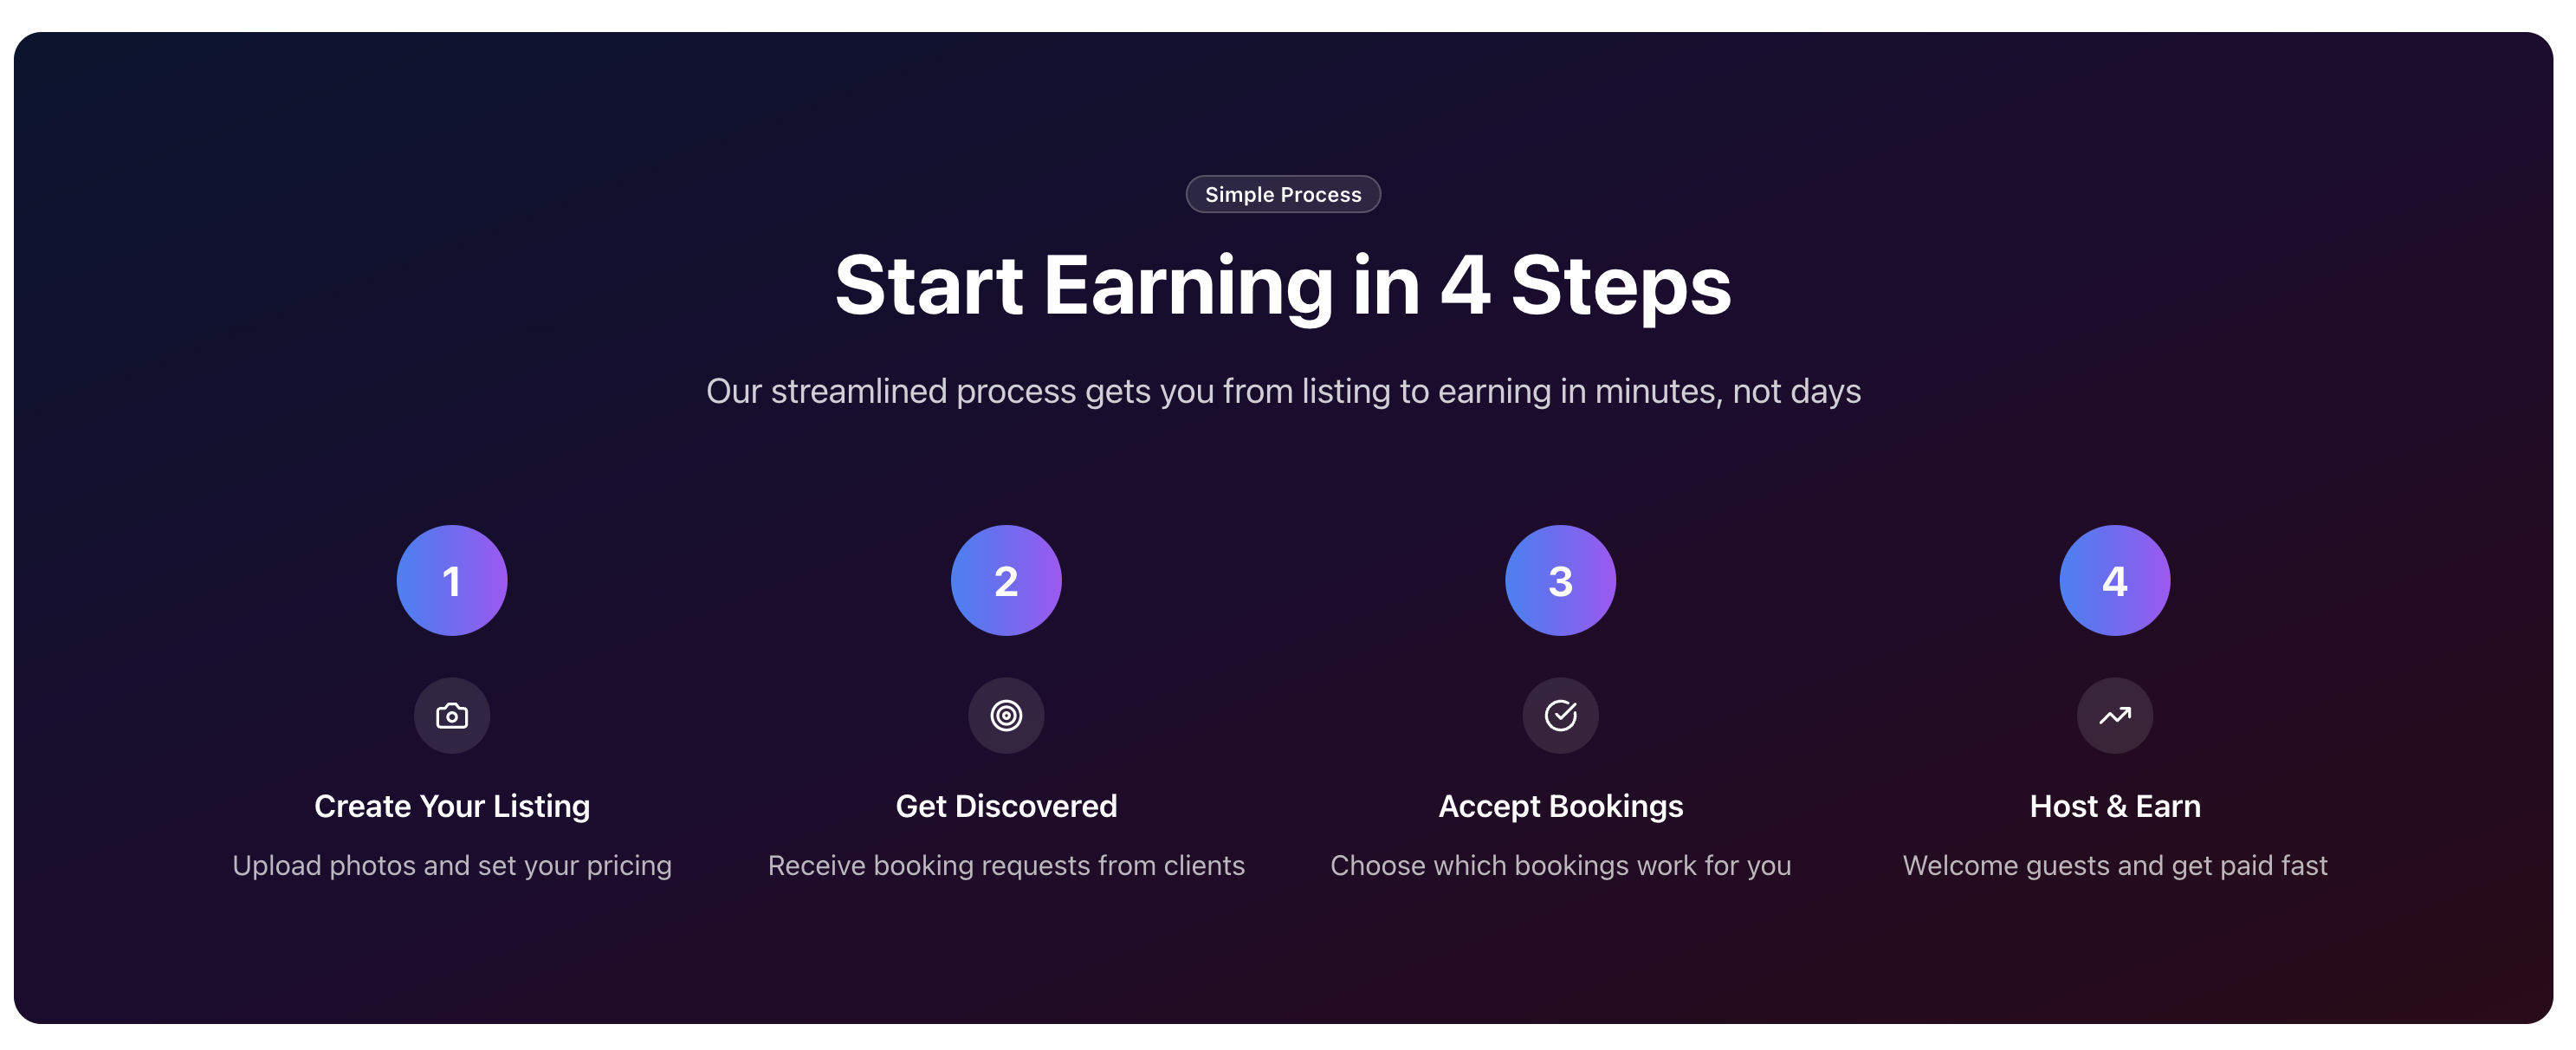 Simple Process
Start Earning in 4 Steps
Our streamlined process gets you from listing to earning in minutes, not days
1
Create Your Listing
Upload photos and set your pricing
2
Get Discovered
Receive booking requests from clients
3
Accept Bookings
Choose which bookings work for you
4
Host & Earn
Welcome guests and get paid fast